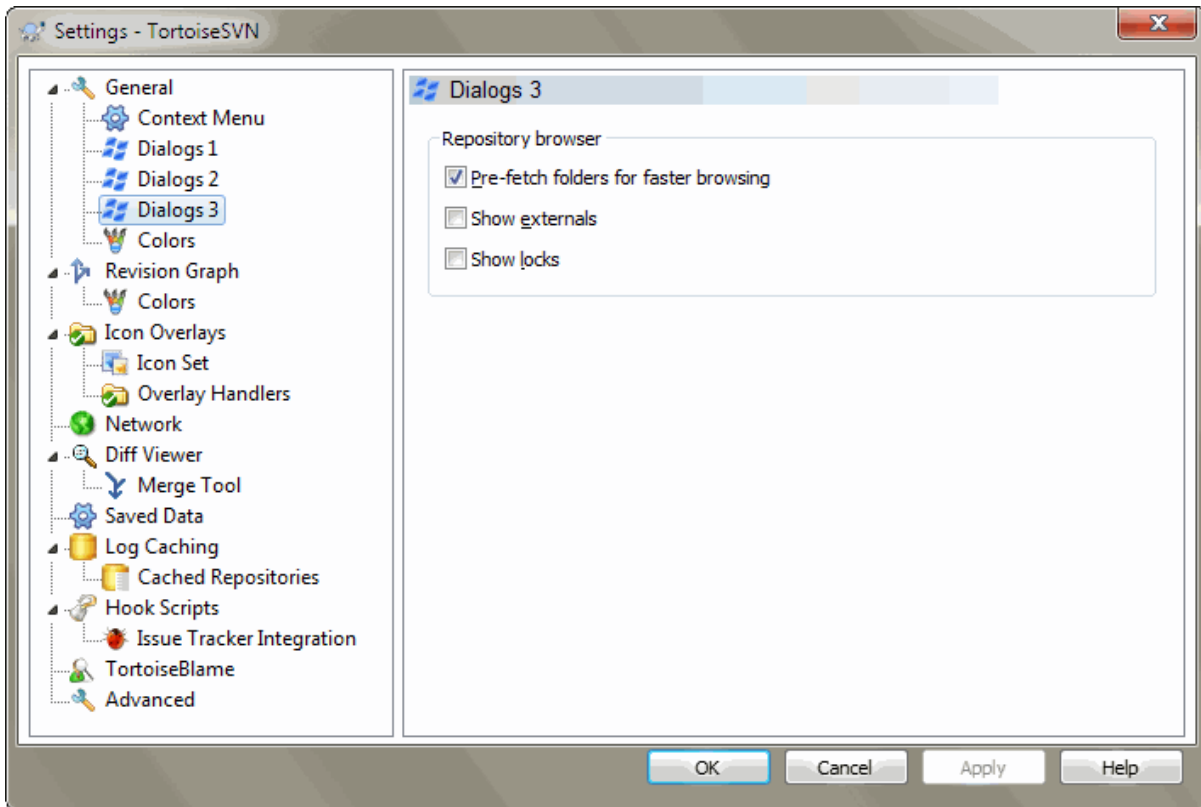 Settings - TortoiseSVN
General
Context Menu
Dialogs 1
Dialogs 2
Dialogs 3
Colors
Revision Graph
Colors
Icon Overlays
Icon Set
Overlay Handlers
Network
Diff Viewer
Merge Tool
Saved Data
Log Caching
Cached Repositories
Hook Scripts
Issue Tracker Integration
TortoiseBlame
Advanced
Dialogs 3
Repository browser
Pre-fetch folders for faster browsing
Show externals
Show locks
OK
Cancel
Apply
Help